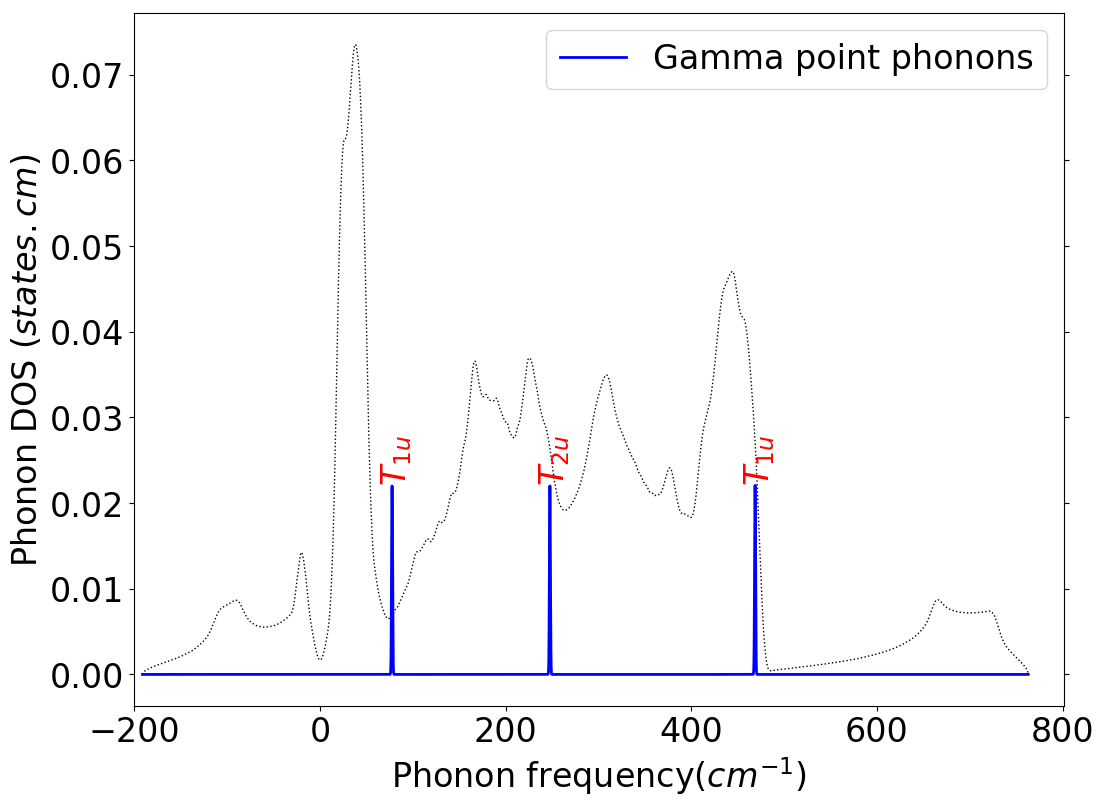 Gamma point phonons
Phonon DOS (states.cm)
0.07
0.06
0.05
0.04
0.03
0.02
0.01
0.00
T1u
T2u
T1u
−200
0
200
400
600
800
Phonon frequency(cm⁻¹)